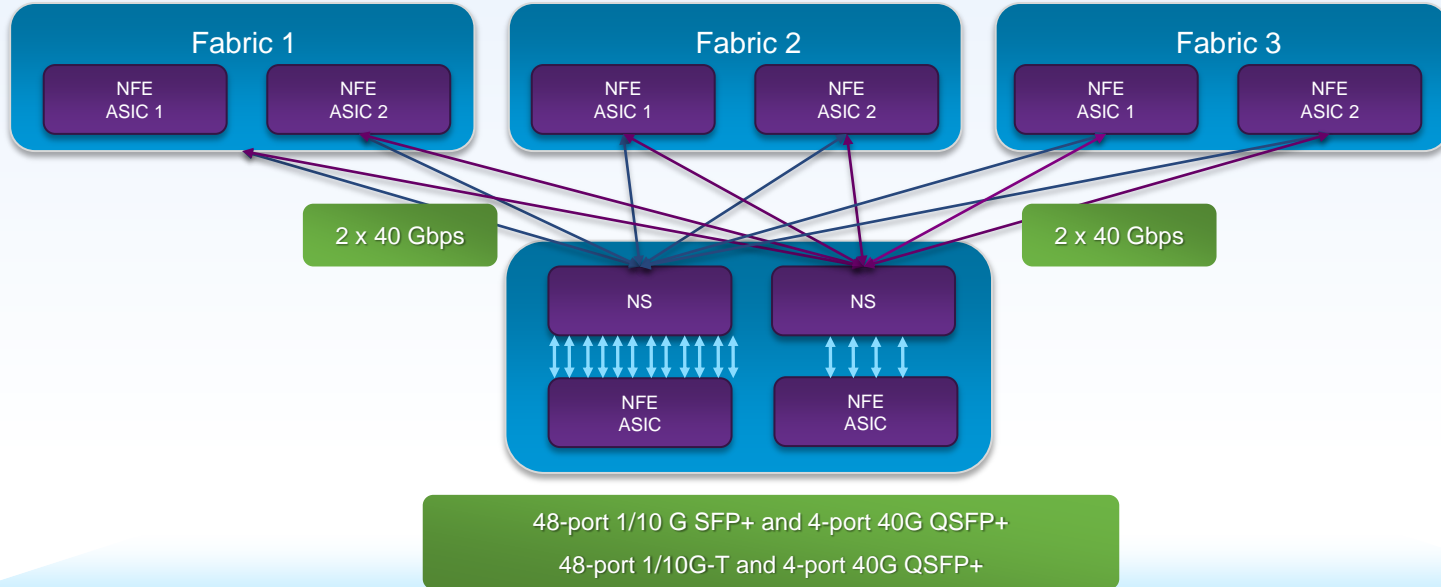 Fabric 1
NFE
ASIC 1
NFE
ASIC 2
Fabric 2
NFE
ASIC 1
NFE
ASIC 2
Fabric 3
NFE
ASIC 1
NFE
ASIC 2
2 x 40 Gbps
2 x 40 Gbps
NS
NS
NFE
ASIC
NFE
ASIC
48-port 1/10 G SFP+ and 4-port 40G QSFP+
48-port 1/10G-T and 4-port 40G QSFP+